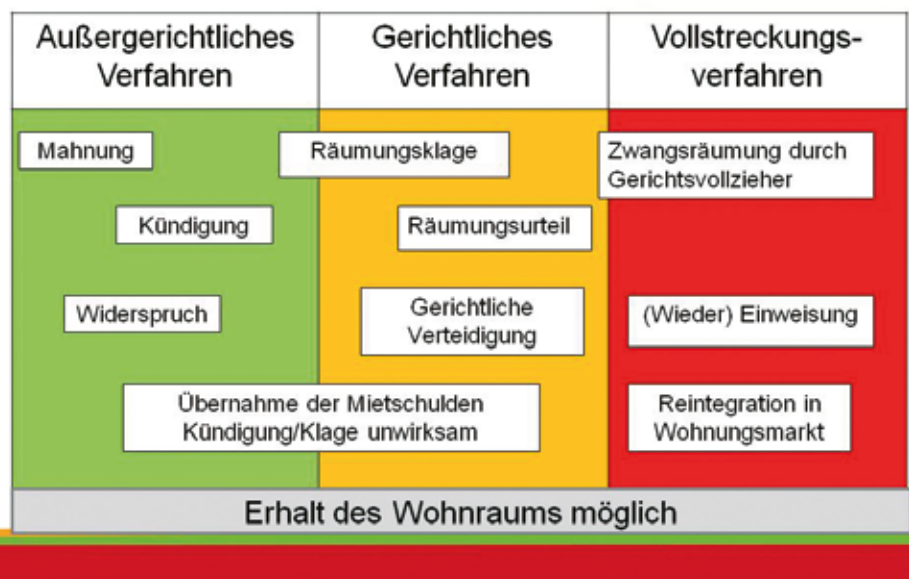 Außergerichtliches
Verfahren
Gerichtliches
Verfahren
Vollstreckungs-
verfahren
Mahnung
Räumungsklage
Zwangsräumung durch
Gerichtsvollzieher
Kündigung
Räumungsurteil
Widerspruch
Gerichtliche
Verteidigung
(Wieder) Einweisung
Übernahme der Mietschulden
Kündigung/Klage unwirksam
Reintegration in
Wohnungsmarkt
Erhalt des Wohnraums möglich